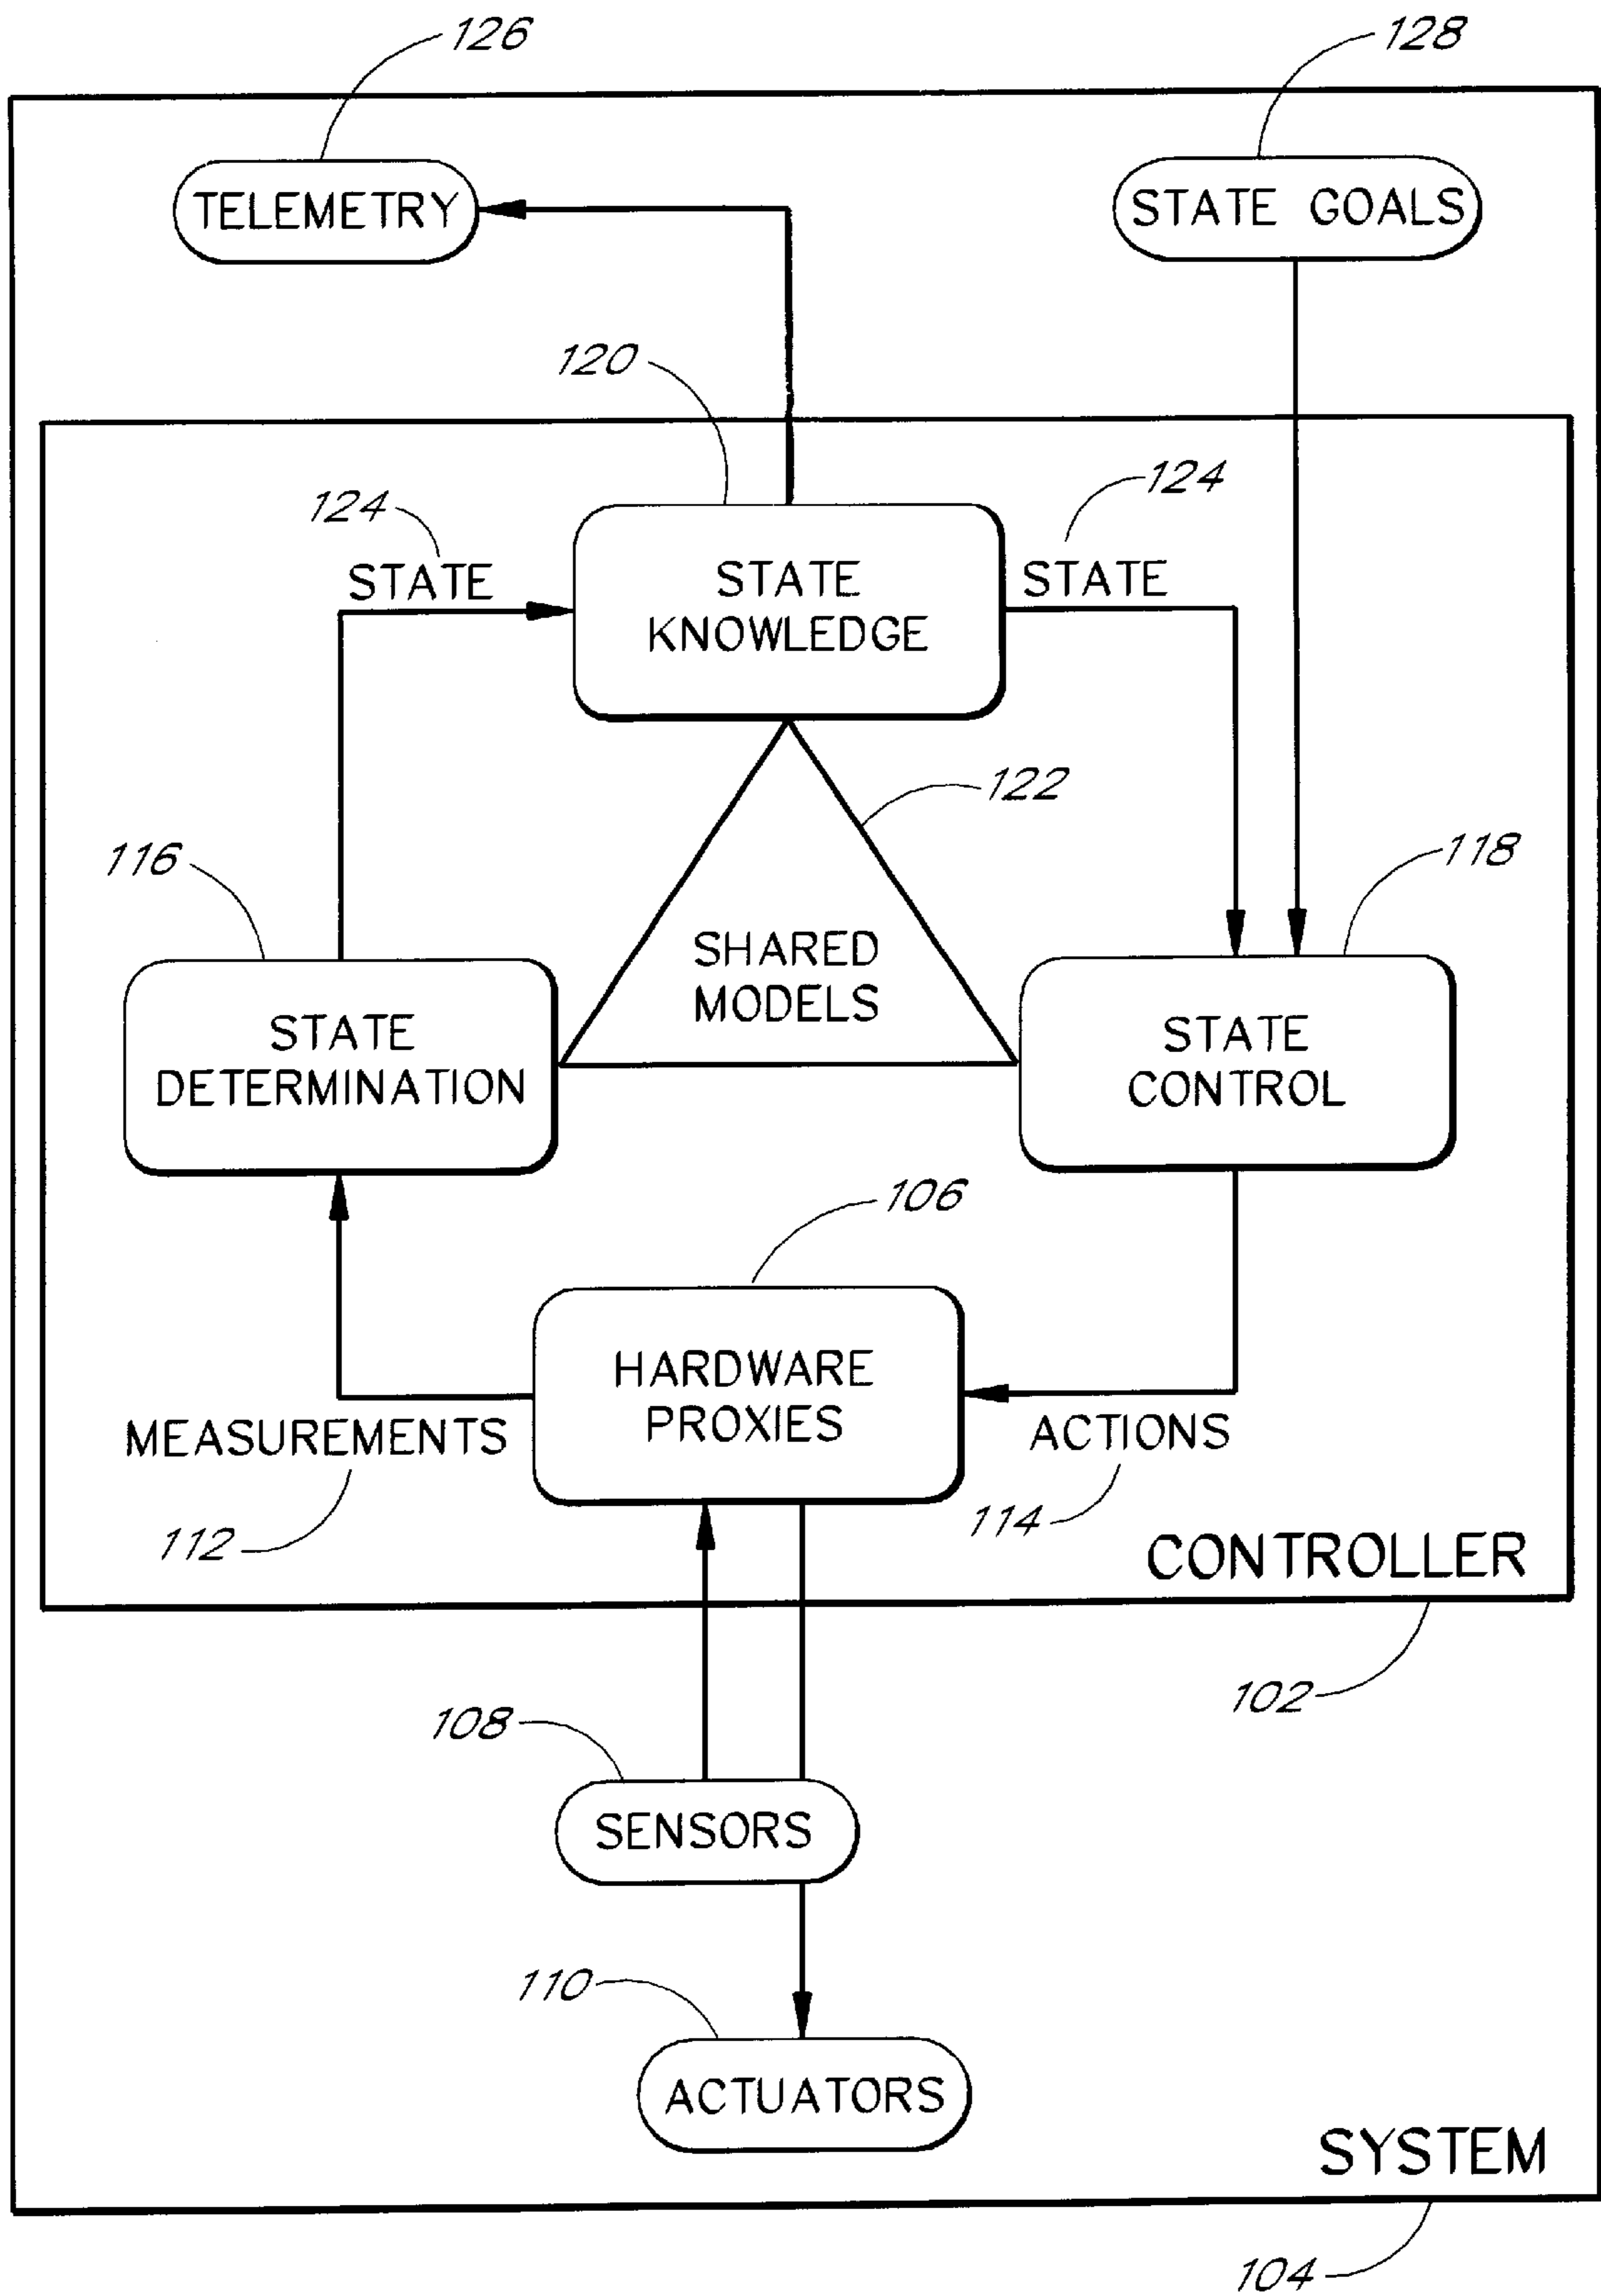 126
128
TELEMETRY
STATE GOALS
120
124
124
STATE
STATE
STATE
KNOWLEDGE
122
116
118
SHARED
MODELS
STATE
DETERMINATION
STATE
CONTROL
106
HARDWARE
PROXIES
MEASUREMENTS
ACTIONS
112
114
CONTROLLER
102
108
SENSORS
110
ACTUATORS
SYSTEM
104